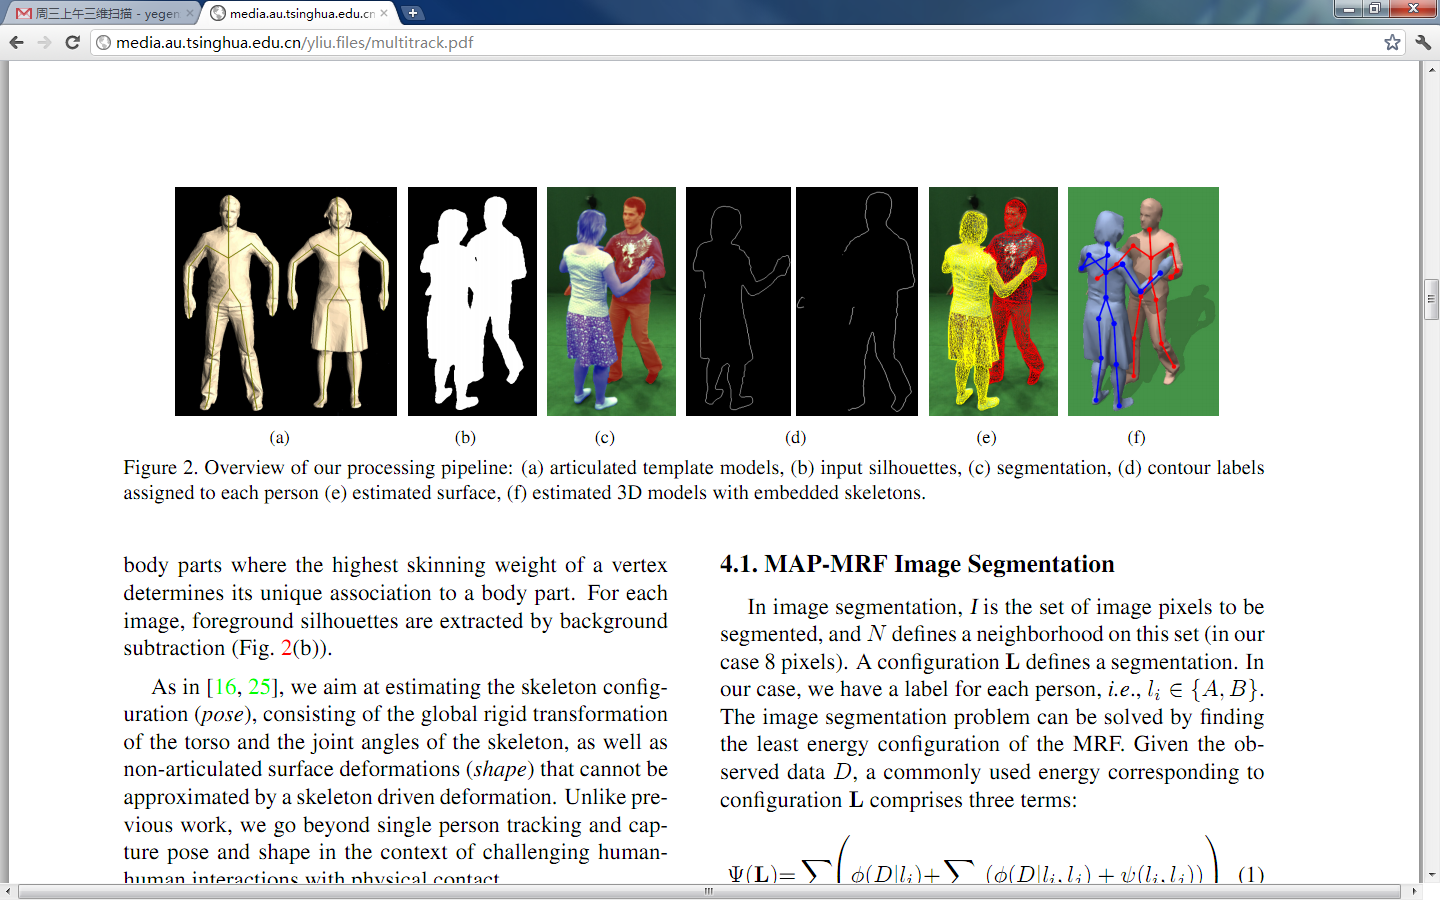 周三上午三维扫描 - yegen
media.au.tsinghua.edu.cn
media.au.tsinghua.edu.cn/yliu.files/multitrack.pdf
(a) (b) (c) (d) (e) (f)
Figure 2. Overview of our processing pipeline: (a) articulated template models, (b) input silhouettes, (c) segmentation, (d) contour labels
assigned to each person (e) estimated surface, (f) estimated 3D models with embedded skeletons.
body parts where the highest skinning weight of a vertex
determines its unique association to a body part. For each
image, foreground silhouettes are extracted by background
subtraction (Fig. 2(b)).
As in [16, 25], we aim at estimating the skeleton config-
uration (pose), consisting of the global rigid transformation
of the torso and the joint angles of the skeleton, as well as
non-articulated surface deformations (shape) that cannot be
approximated by a skeleton driven deformation. Unlike pre-
vious work, we go beyond single person tracking and cap-
ture pose and shape in the context of challenging human-
human interactions with physical contact.
4.1. MAP-MRF Image Segmentation
In image segmentation, I is the set of image pixels to be
segmented, and N defines a neighborhood on this set (in our
case 8 pixels). A configuration L defines a segmentation. In
our case, we have a label for each person, i.e., l_i ∈ {A, B}.
The image segmentation problem can be solved by finding
the least energy configuration of the MRF. Given the ob-
served data D, a commonly used energy corresponding to
configuration L comprises three terms:
Ψ(L)=∑(ϕ(D|l_i)+∑(ϕ(D|l_i,l_j) + ψ(l_i,l_j))) (1)